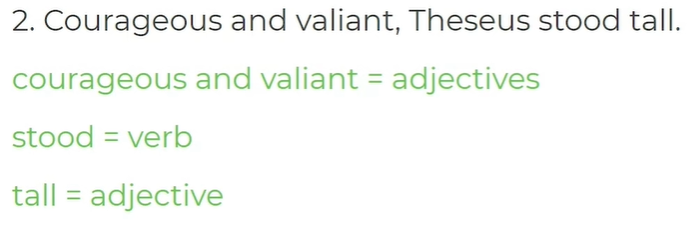 2. Courageous and valiant, Theseus stood tall.
courageous and valiant = adjectives
stood = verb
tall = adjective